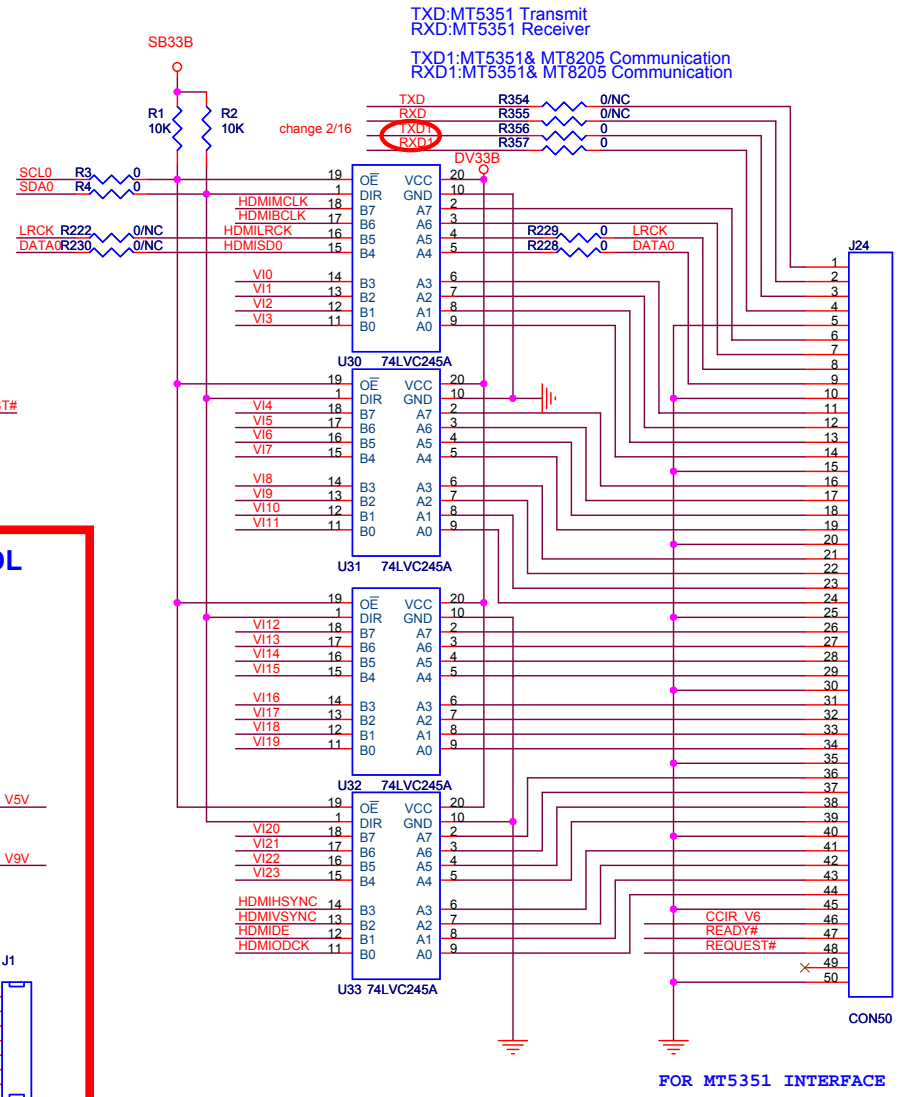 TXD:MT5351 Transmit
RXD:MT5351 Receiver
TXD1:MT5351& MT8205 Communication
RXD1:MT5351& MT8205 Communication
SB33B
R1
10K
R2
10K
change 2/16
TXD R354 0/NC
RXD R355 0/NC
TXD1 R356 0
RXD1 R357 0
DV33B
SCL0 R3 0
SDA0 R4 0
LRCK R222 0/NC HDMILRCK
DATA0 R230 0/NC HDMISD0
HDMIMCLK
HDMIBCLK
R229 0 LRCK
R228 0 DATA0
VI0
VI1
VI2
VI3
19 OE VCC 20
1 DIR GND 10
18 B7 A7 2
17 B6 A6 3
16 B5 A5 4
15 B4 A4 5
14 B3 A3 6
13 B2 A2 7
12 B1 A1 8
11 B0 A0 9
U30 74LVC245A
19 OE VCC 20
1 DIR GND 10
VI4 18 B7 A7 2
VI5 17 B6 A6 3
VI6 16 B5 A5 4
VI7 15 B4 A4 5
VI8 14 B3 A3 6
VI9 13 B2 A2 7
VI10 12 B1 A1 8
VI11 11 B0 A0 9
U31 74LVC245A
19 OE VCC 20
1 DIR GND 10
VI12 18 B7 A7 2
VI13 17 B6 A6 3
VI14 16 B5 A5 4
VI15 15 B4 A4 5
VI16 14 B3 A3 6
VI17 13 B2 A2 7
VI18 12 B1 A1 8
VI19 11 B0 A0 9
U32 74LVC245A
19 OE VCC 20
1 DIR GND 10
VI20 18 B7 A7 2
VI21 17 B6 A6 3
VI22 16 B5 A5 4
VI23 15 B4 A4 5
HDMIHSYNC 14 B3 A3 6
HDMIVSYNC 13 B2 A2 7
HDMIDE 12 B1 A1 8
HDMIODCK 11 B0 A0 9
U33 74LVC245A
J24
1
2
3
4
5
6
7
8
9
10
11
12
13
14
15
16
17
18
19
20
21
22
23
24
25
26
27
28
29
30
31
32
33
34
35
36
37
38
39
40
41
42
43
44
45
CCIR_V6 46
READY# 47
REQUEST# 48
49
50
CON50
FOR MT5351 INTERFACE
ST#
OL
V5V
V9V
J1